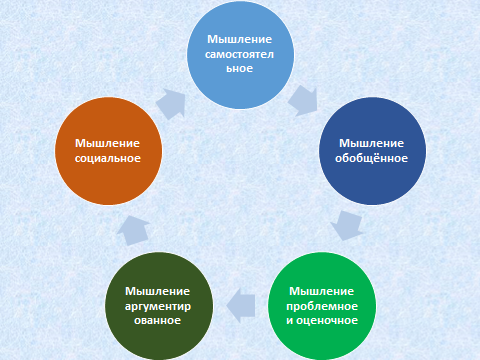 Мышление
самостоятел
ьное
Мышление
обобщённое
Мышление
проблемное
и оценочное
Мышление
аргументир
ованное
Мышление
социальное